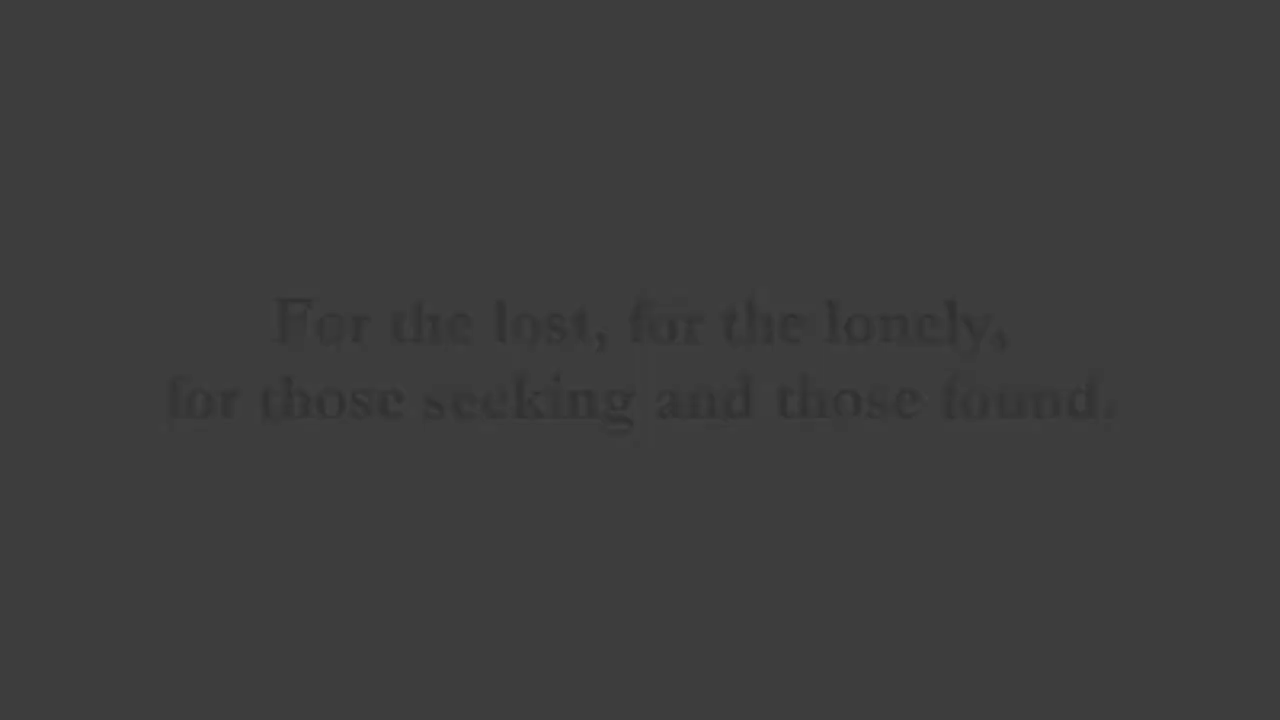 For the lost, for the lonely,
for those seeking and those found.